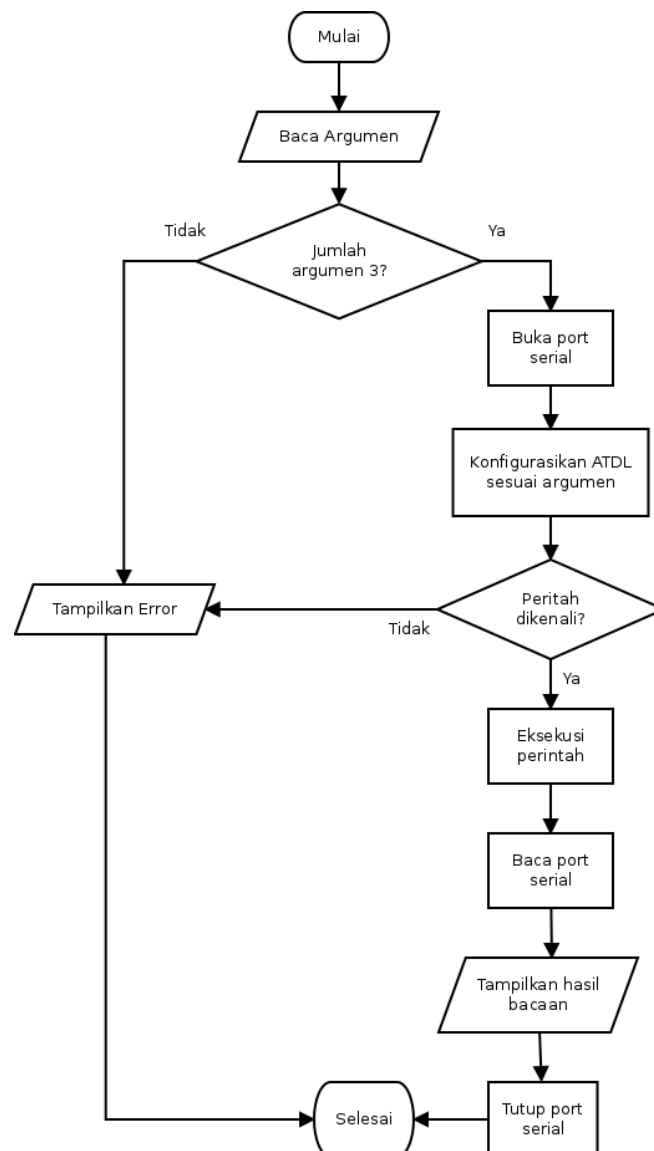 Mulai
Baca Argumen
Tidak
Ya
Jumlah
argumen 3?
Buka port
serial
Konfigurasikan ATDL
sesuai argumen
Tampilkan Error
Peritah
dikenali?
Tidak
Ya
Eksekusi
perintah
Baca port
serial
Tampilkan hasil
bacaan
Selesai
Tutup port
serial